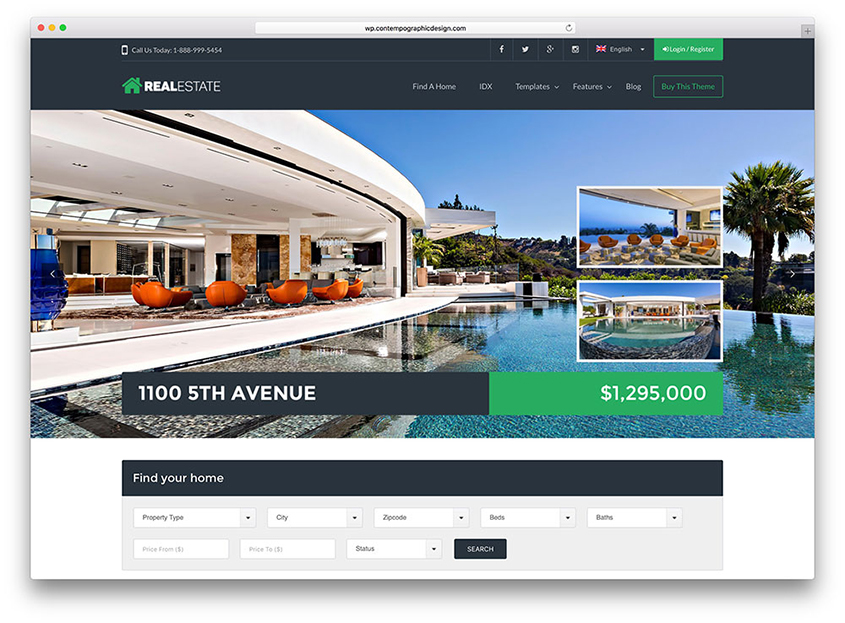 wp.contempographicdesign.com
Call Us Today: 1-888-999-5454
English
Login / Register
REALESTATE
Find A Home
IDX
Templates
Features
Blog
Buy This Theme
1100 5TH AVENUE
$1,295,000
Find your home
Property Type
City
Zipcode
Beds
Baths
Price From ($)
Price To ($)
Status
SEARCH